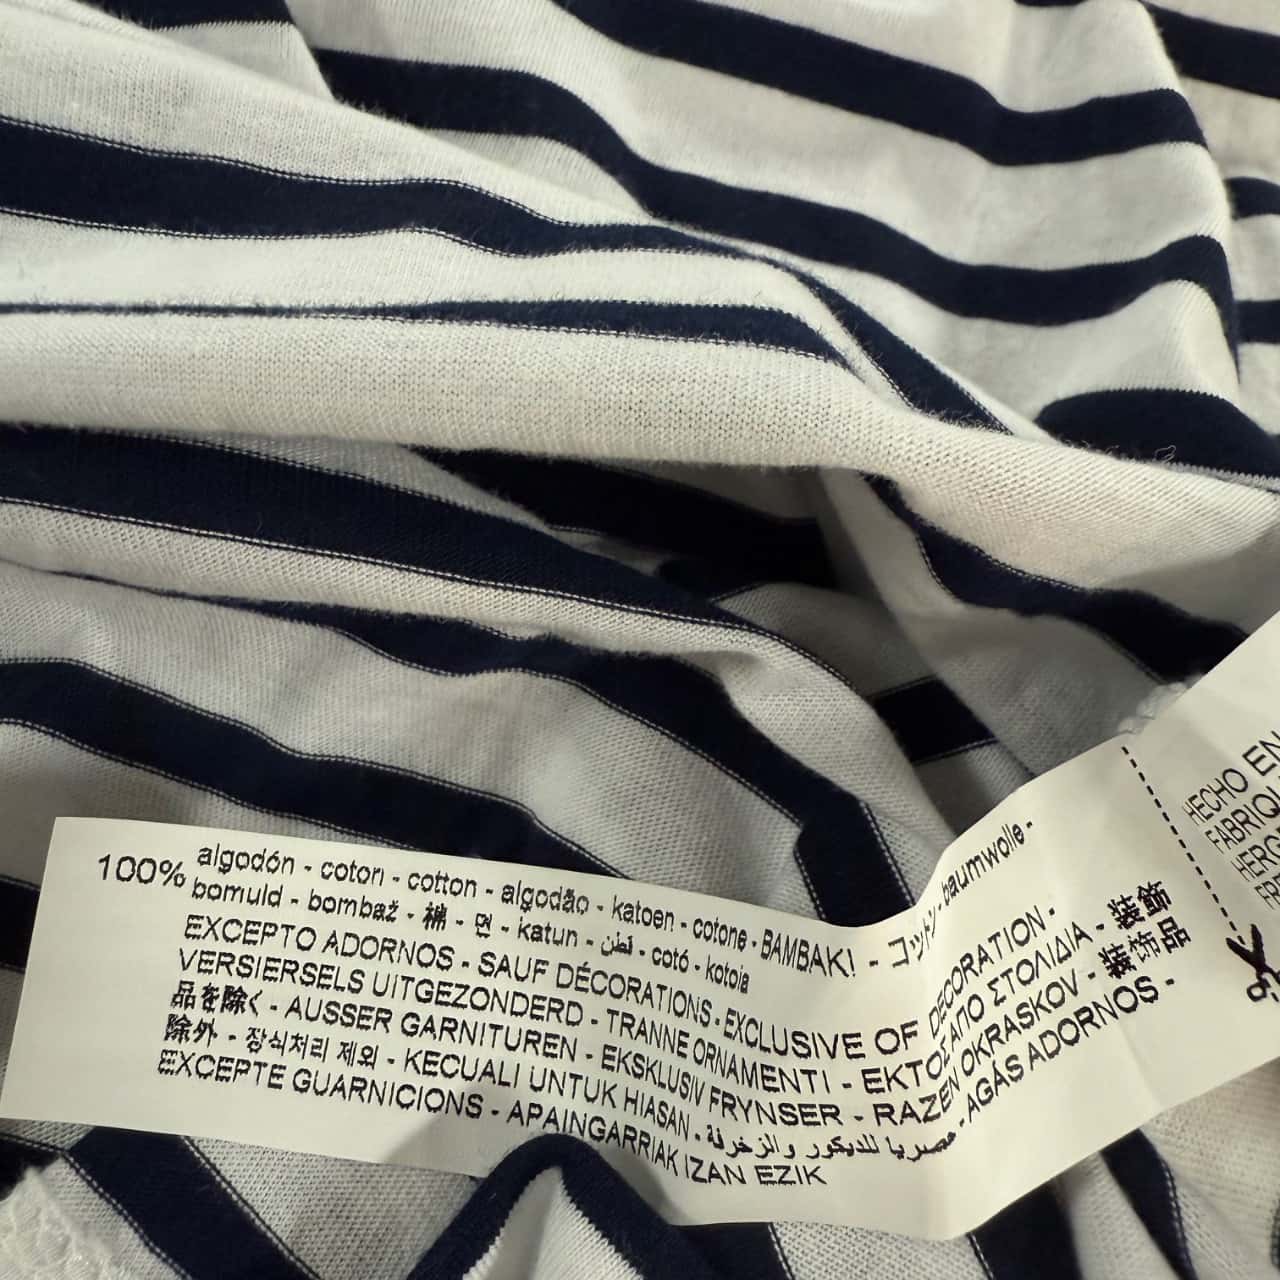 100% algodón - coton - cotton - algodão - katoen - cotone - BAMBAKI - コットン - baumwolle -
bomuld - bombaž - 棉 - 면 - katun - قطن - cotó - kotoia
EXCEPTO ADORNOS - SAUF DÉCORATIONS - EXCLUSIVE OF DECORATION -
VERSIERSELS UITGEZONDERD - TRANNE ORNAMENTI - ΕΚΤΟΣ ΑΠΟ ΣΤΟΛΙΔΙΑ - 装飾
品を除く - AUSSER GARNITUREN - EKSKLUSIV FRYNSER - RAZEN OKRASKOV - 装饰品
除外 - 장식처리 제외 - KECUALI UNTUK HIASAN - حصريا للديكور والزخرفة - AGÁS ADORNOS -
EXCEPTE GUARNICIONS - APAINGARRIAK IZAN EZIK
HECHO EN